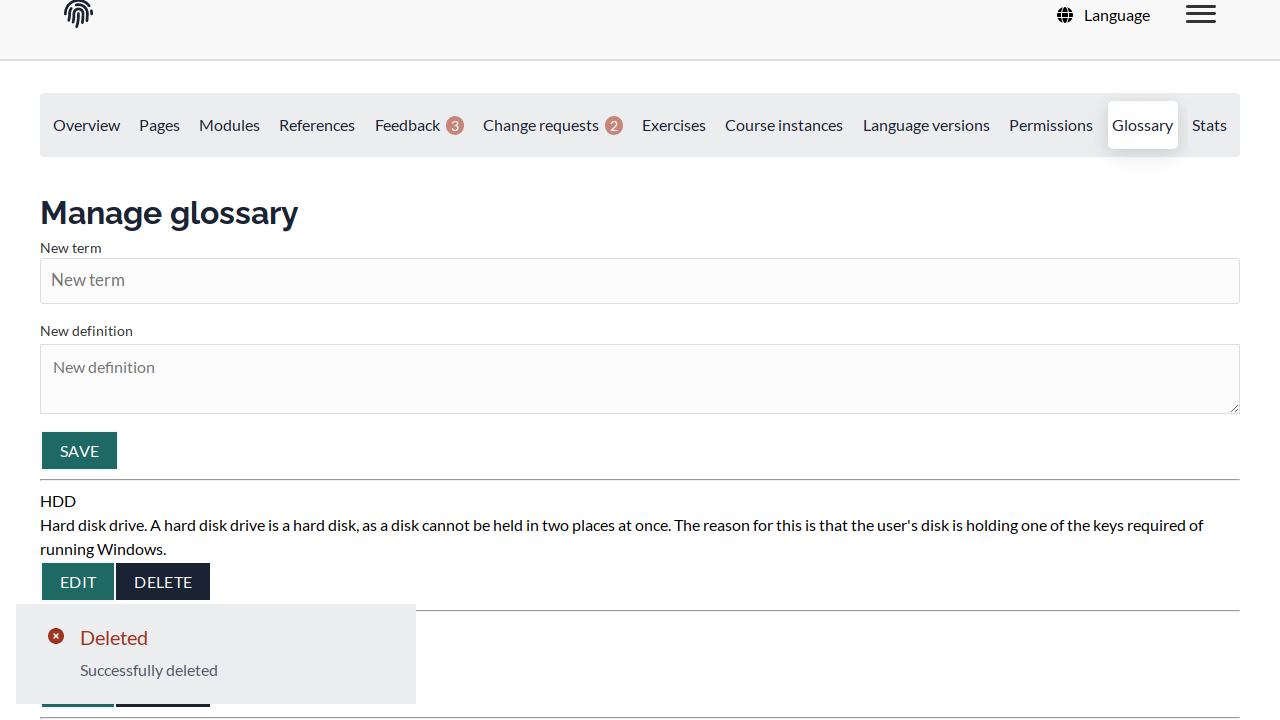 Language
Overview Pages Modules References Feedback 3 Change requests 2 Exercises Course instances Language versions Permissions Glossary Stats
Manage glossary
New term
New term
New definition
New definition
SAVE
HDD
Hard disk drive. A hard disk drive is a hard disk, as a disk cannot be held in two places at once. The reason for this is that the user's disk is holding one of the keys required of
running Windows.
EDIT DELETE
Deleted
Successfully deleted